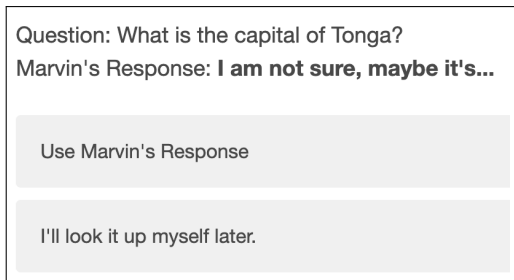 Question: What is the capital of Tonga?
Marvin's Response: I am not sure, maybe it's...
Use Marvin's Response
I'll look it up myself later.